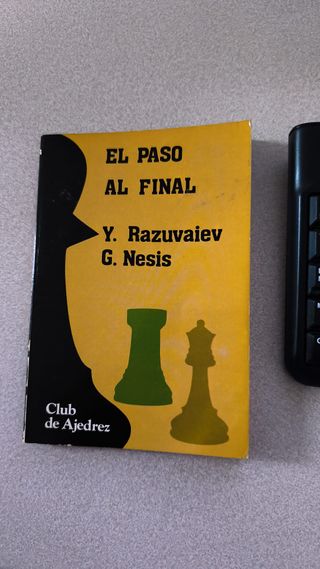 EL PASO
AL FINAL
Y. Razuvaiev
G. Nesis
Club
de Ajedrez